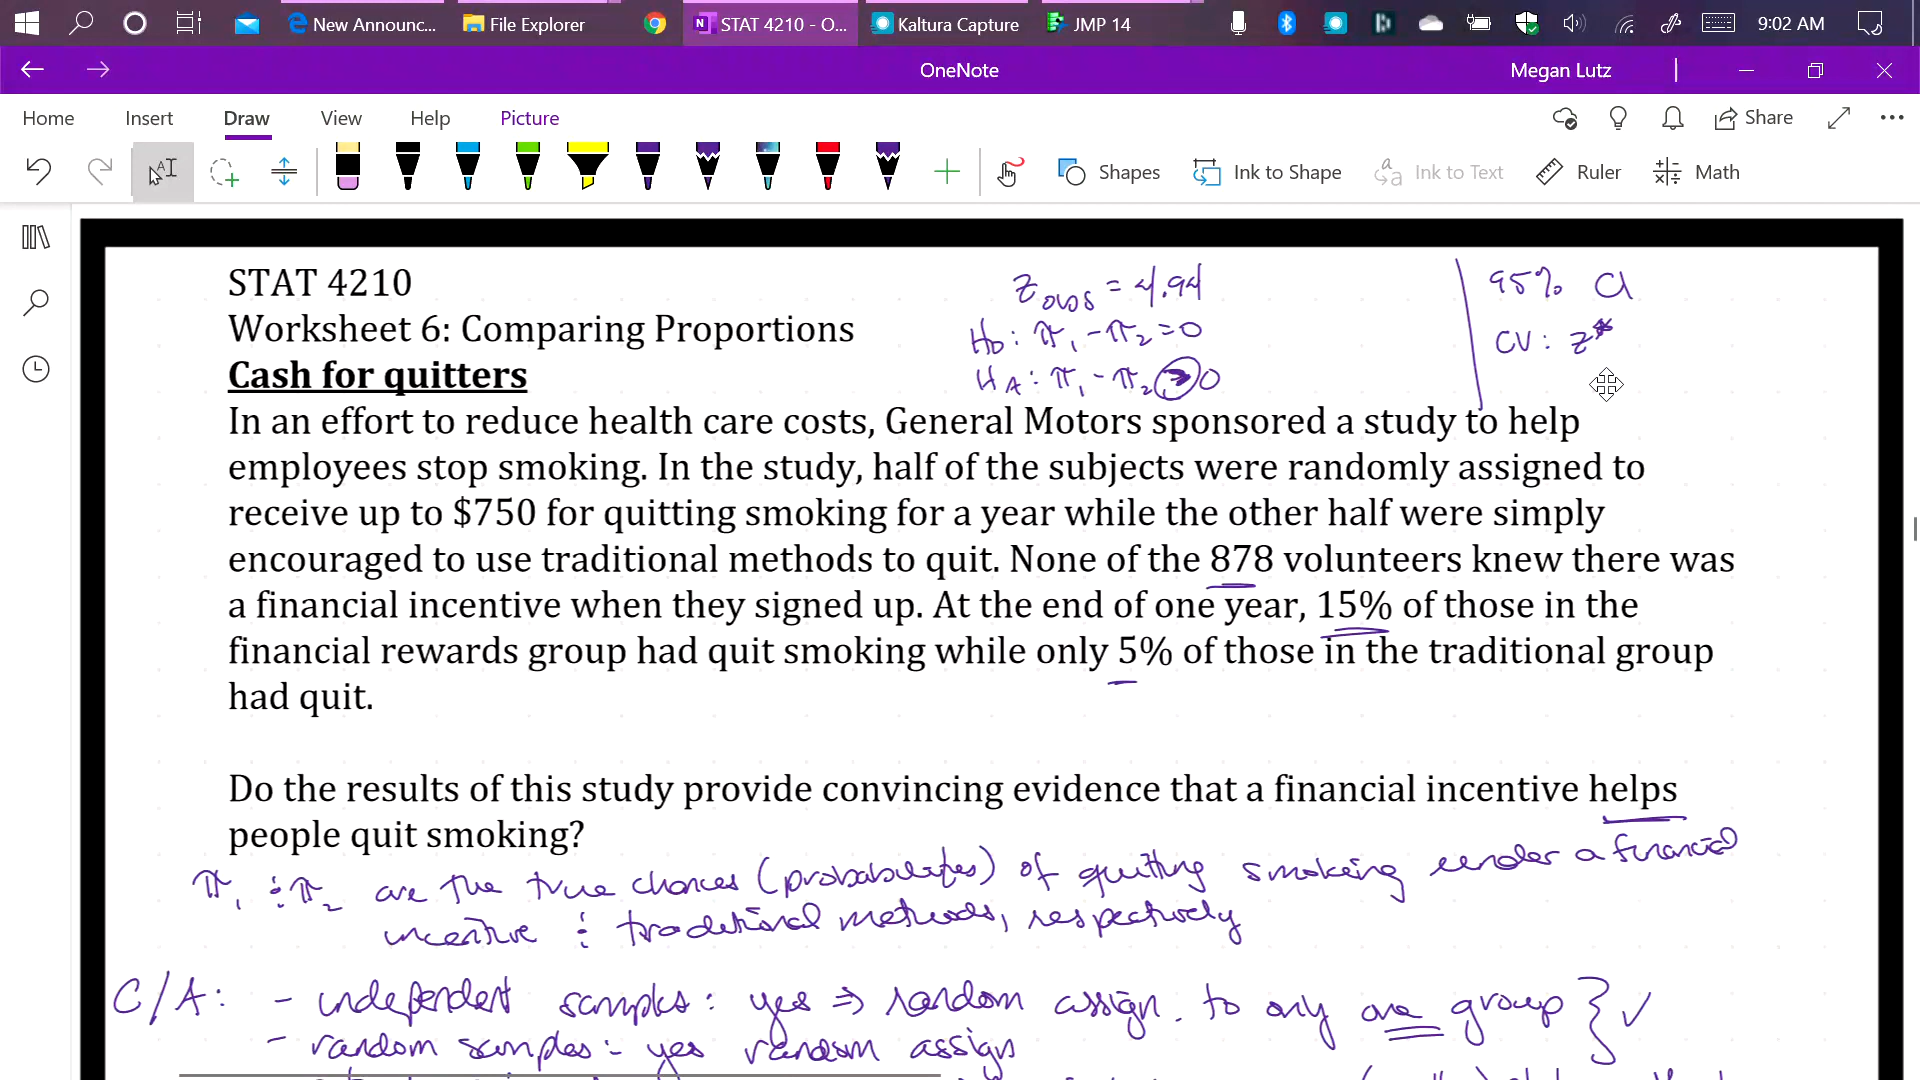 New Announc...
File Explorer
STAT 4210 - O...
Kaltura Capture
JMP 14
9:02 AM
OneNote
Megan Lutz
Home
Insert
Draw
View
Help
Picture
Share
Shapes
Ink to Shape
Ink to Text
Ruler
Math
STAT 4210
Worksheet 6: Comparing Proportions
Cash for quitters
z obs = 4.94
H0: π1 - π2 = 0
HA: π1 - π2 > 0
95% CI
CV: z*
In an effort to reduce health care costs, General Motors sponsored a study to help
employees stop smoking. In the study, half of the subjects were randomly assigned to
receive up to $750 for quitting smoking for a year while the other half were simply
encouraged to use traditional methods to quit. None of the 878 volunteers knew there was
a financial incentive when they signed up. At the end of one year, 15% of those in the
financial rewards group had quit smoking while only 5% of those in the traditional group
had quit.
Do the results of this study provide convincing evidence that a financial incentive helps
people quit smoking?
π1 & π2 are the true chances (probabilities) of quitting smoking under a financial
incentive & traditional methods, respectively
C/A: - independent samples: yes ⇒ random assign. to any one group } ✓
- random samples: yes random assign